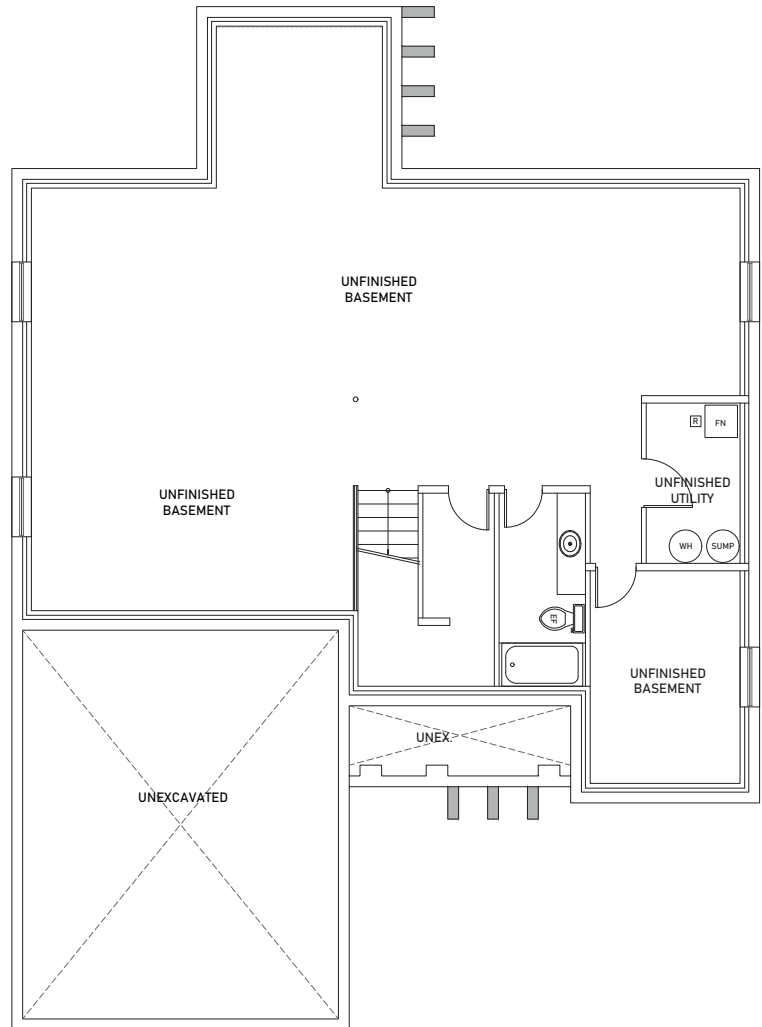 UNFINISHED
BASEMENT
R
FN
UNFINISHED
UTILITY
UNFINISHED
BASEMENT
WH
SUMP
EF
UNFINISHED
BASEMENT
UNEX.
UNEXCAVATED